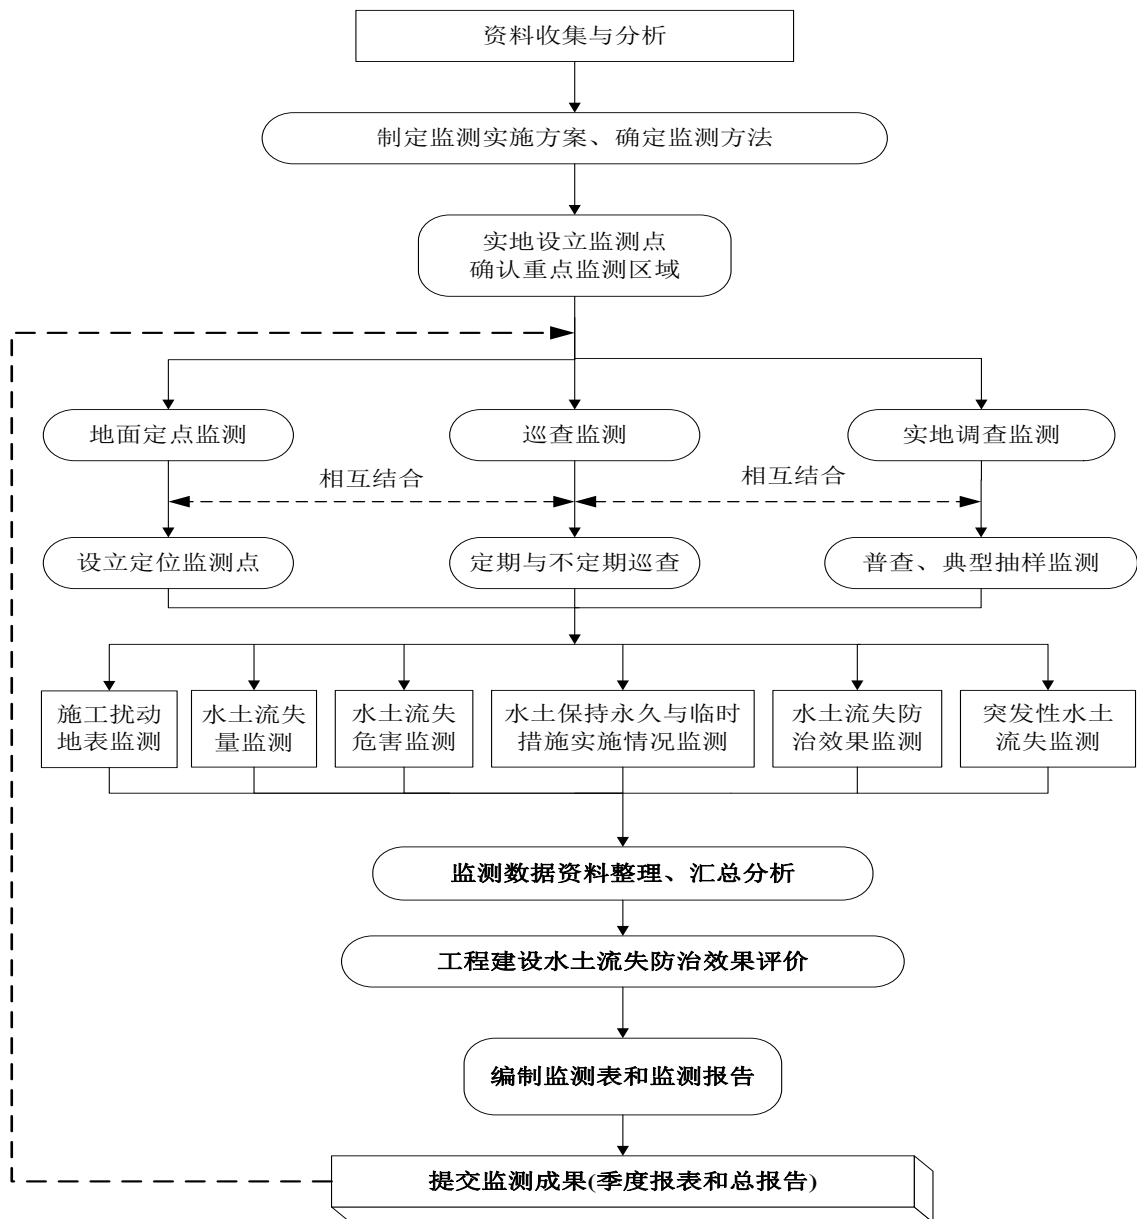 资料收集与分析
制定监测实施方案、确定监测方法
实地设立监测点
确认重点监测区域
地面定点监测
巡查监测
实地调查监测
相互结合
相互结合
设立定位监测点
定期与不定期巡查
普查、典型抽样监测
施工扰动
地表监测
水土流失
量监测
水土流失
危害监测
水土保持永久与临时
措施实施情况监测
水土流失防
治效果监测
突发性水土
流失监测
监测数据资料整理、汇总分析
工程建设水土流失防治效果评价
编制监测表和监测报告
提交监测成果(季度报表和总报告)